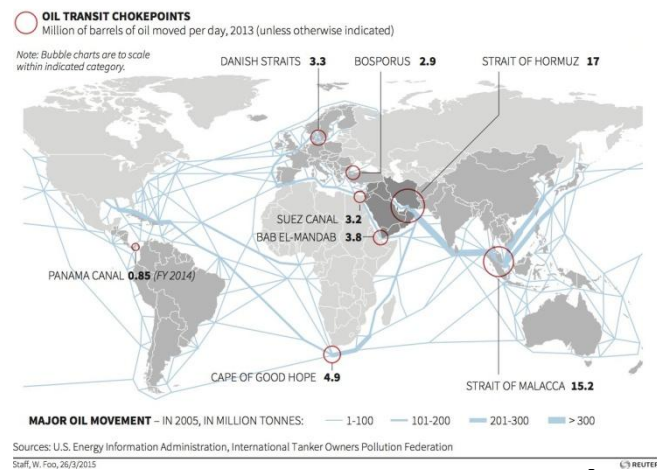 OIL TRANSIT CHOKEPOINTS
Million of barrels of oil moved per day, 2013 (unless otherwise indicated)
Note: Bubble charts are to scale
within indicated category.
DANISH STRAITS 3.3
BOSPORUS 2.9
STRAIT OF HORMUZ 17
SUEZ CANAL 3.2
BAB EL-MANDAB 3.8
PANAMA CANAL 0.85 (FY 2014)
CAPE OF GOOD HOPE 4.9
STRAIT OF MALACCA 15.2
MAJOR OIL MOVEMENT – IN 2005, IN MILLION TONNES: 1-100 101-200 201-300 > 300
Sources: U.S. Energy Information Administration, International Tanker Owners Pollution Federation
Staff, W. Foo, 26/3/2015